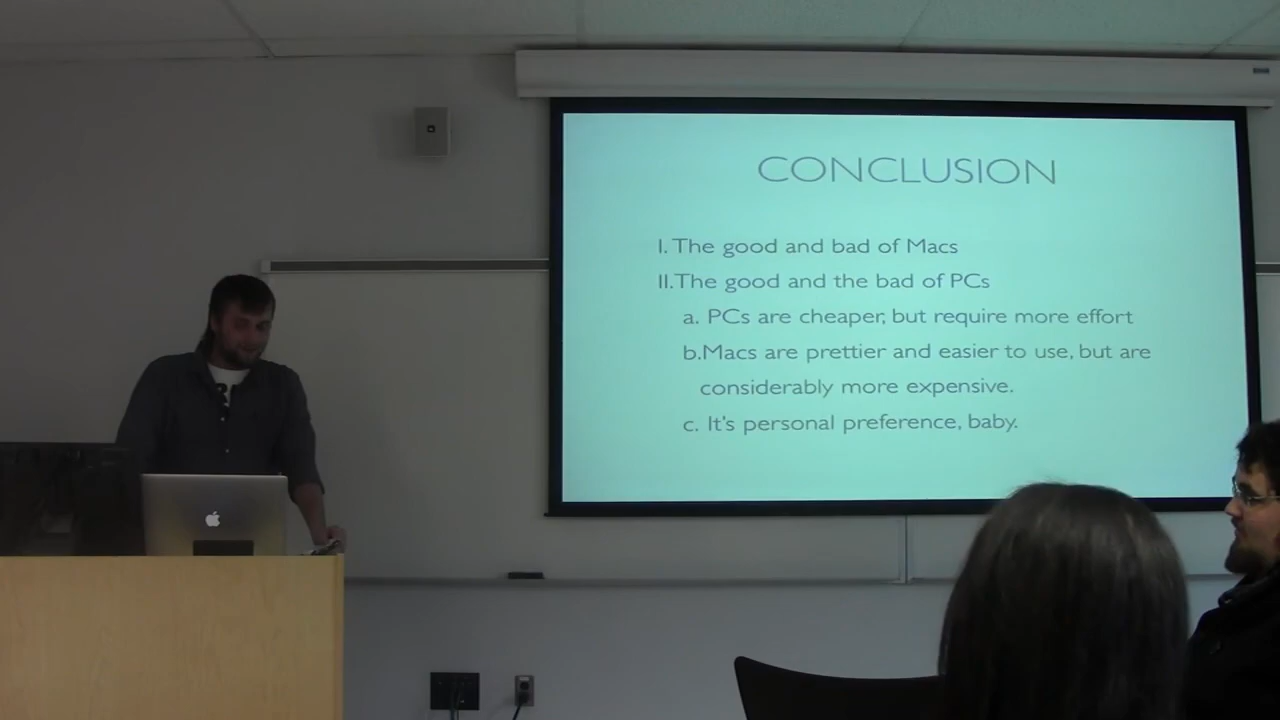 CONCLUSION
I. The good and bad of Macs
II.The good and the bad of PCs
a. PCs are cheaper, but require more effort
b.Macs are prettier and easier to use, but are
considerably more expensive.
c. It's personal preference, baby.